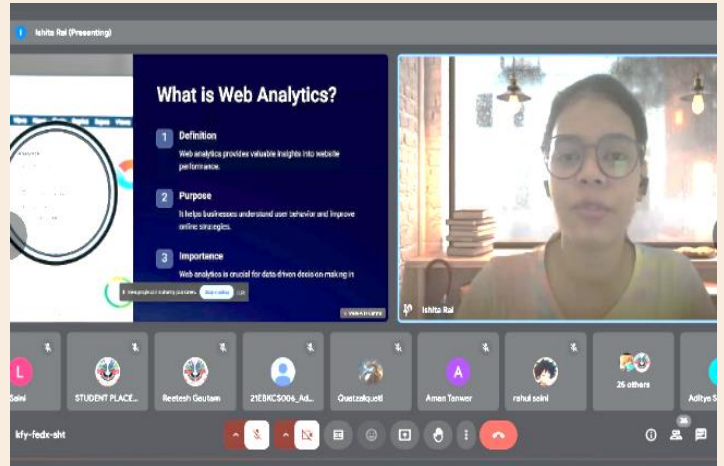 Ishita Rai (Presenting)
What is Web Analytics?
1 Definition
Web analytics provides valuable insights into website
performance.
2 Purpose
It helps businesses understand user behavior and improve
online strategies.
3 Importance
Web analytics is crucial for data-driven decision-making in
Ishita Rai
L
Saini
STUDENT PLACE...
Reetesh Gautam
21EBKCS006_Ad...
Quetzalquetl
A
Aman Tanwar
rahul saini
26 others
Aditya S
kfy-fedx-sht